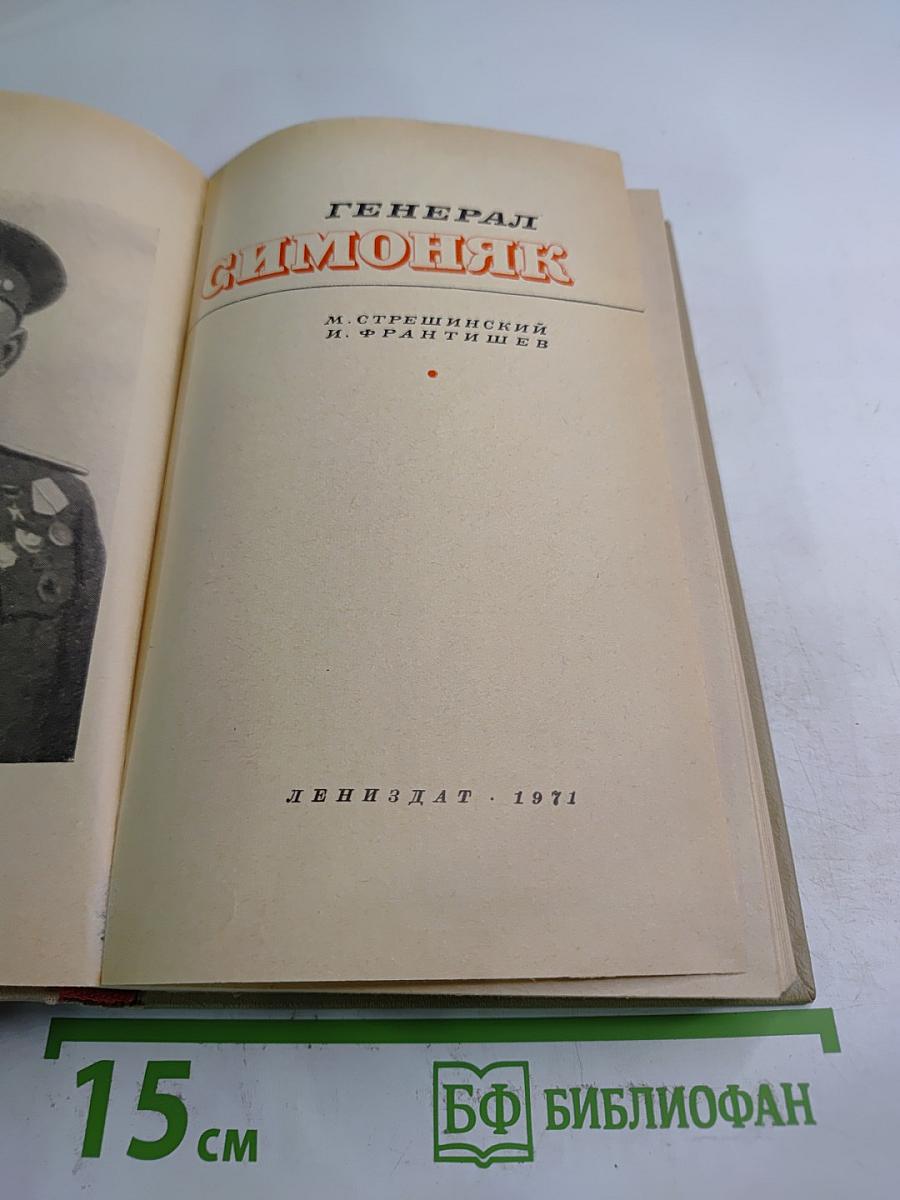 ГЕНЕРАЛ
СИМОНЯК
М. СТРЕШИНСКИЙ
И. ФРАНТИШЕВ
ЛЕНИЗДАТ · 1971
15 см
БФ БИБЛИОФАН